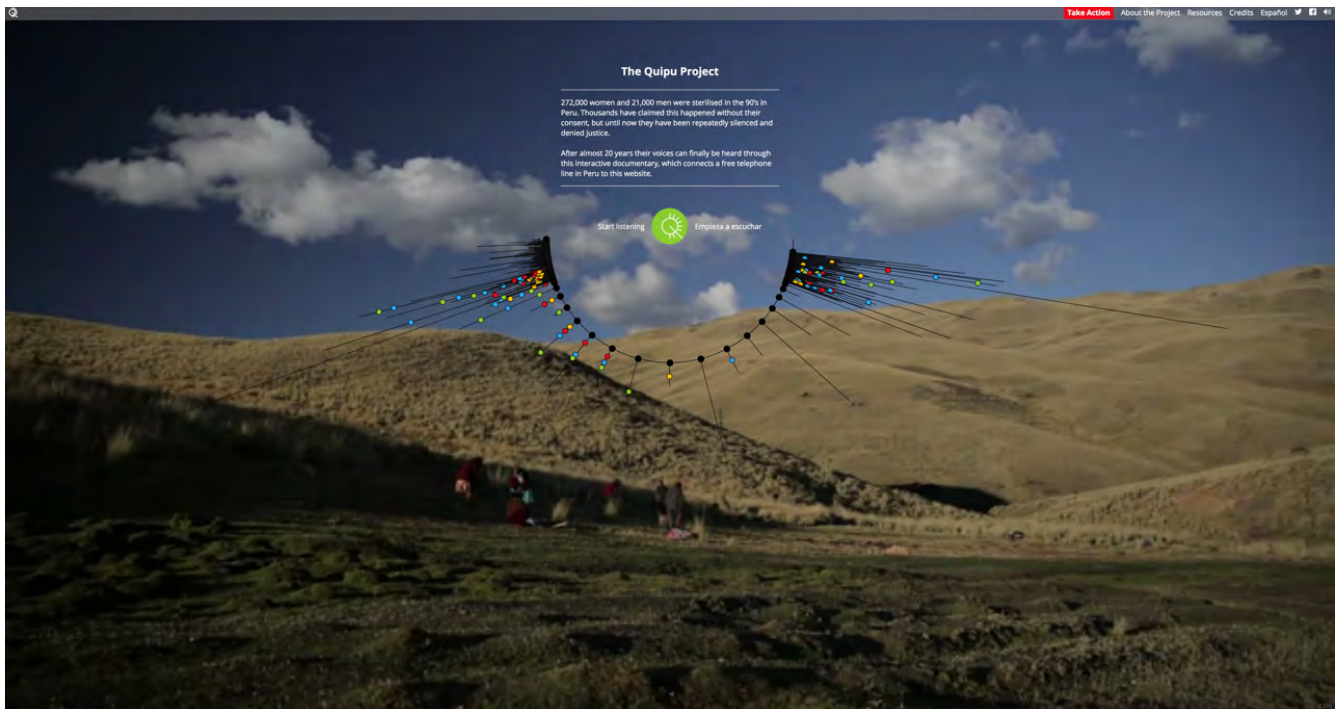 Take Action About the Project Resources Credits Español
The Quipu Project
272,000 women and 21,000 men were sterilised in the 90's in
Peru. Thousands have claimed this happened without their
consent, but until now they have been repeatedly silenced and
denied justice.
After almost 20 years their voices can finally be heard through
this interactive documentary, which connects a free telephone
line in Peru to this website.
Start listening Empieza a escuchar